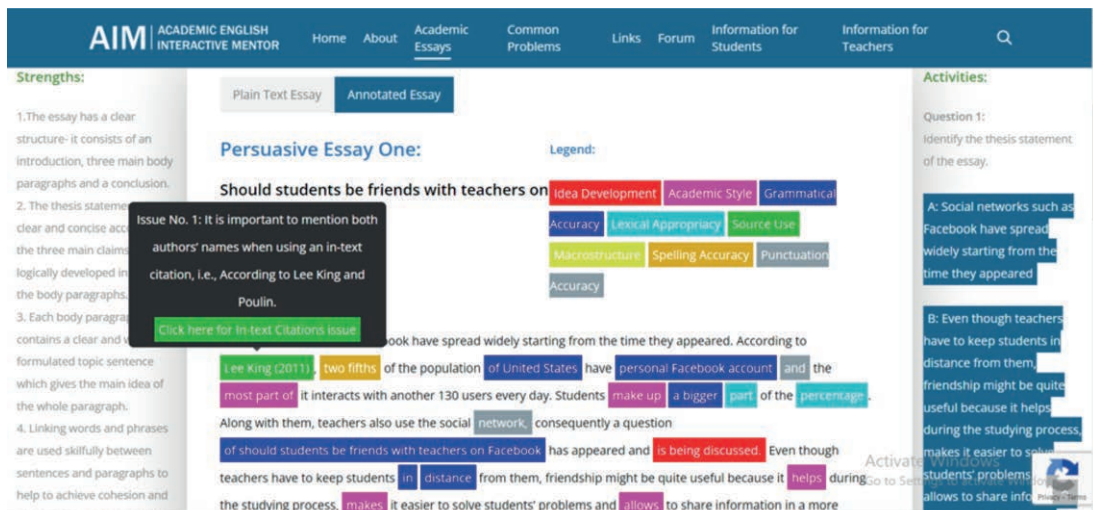 AIM ACADEMIC ENGLISH INTERACTIVE MENTOR
Home About Academic Essays Common Problems Links Forum Information for Students Information for Teachers
Strengths:
1.The essay has a clear
structure- it consists of an
introduction, three main body
paragraphs and a conclusion.
2. The thesis
clear and concise
the three main claims
logically developed in
the body paragraphs.
3. Each body
contains a clear and
formulated topic sentence
which gives the main idea of
the whole paragraph.
4. Linking words and phrases
are used skilfully between
sentences and paragraphs to
help to achieve cohesion and
Plain Text Essay Annotated Essay
Persuasive Essay One:
Should students be friends with teachers on
Legend:
Idea Development Academic Style Grammatical
Accuracy Lexical Appropriacy Source Use
Macrostructure Spelling Accuracy Punctuation
Accuracy
Issue No. 1: It is important to mention both
authors' names when using an in-text
citation, i.e., According to Lee King and
Poulin.
Click here for In-text Citations issue
have spread widely starting from the time they appeared. According to
Lee King (2011), two fifths of the population of United States have personal Facebook account and the
most part of it interacts with another 130 users every day. Students make up a bigger part of the percentage.
Along with them, teachers also use the social network, consequently a question
of should students be friends with teachers on Facebook has appeared and is being discussed. Even though
teachers have to keep students in distance from them, friendship might be quite useful because it helps during
the studying process, makes it easier to solve students' problems and allows to share information in a more
Activities:
Question 1:
Identify the thesis statement
of the essay.
A: Social networks such as
Facebook have spread
widely starting from the
time they appeared
B: Even though teachers
have to keep students in
distance from them,
friendship might be quite
useful because it helps
during the studying process,
makes it easier to solve
students' problems
allows to share
Activate Windows
Go to Settings to activate Windows.
Privacy - Terms